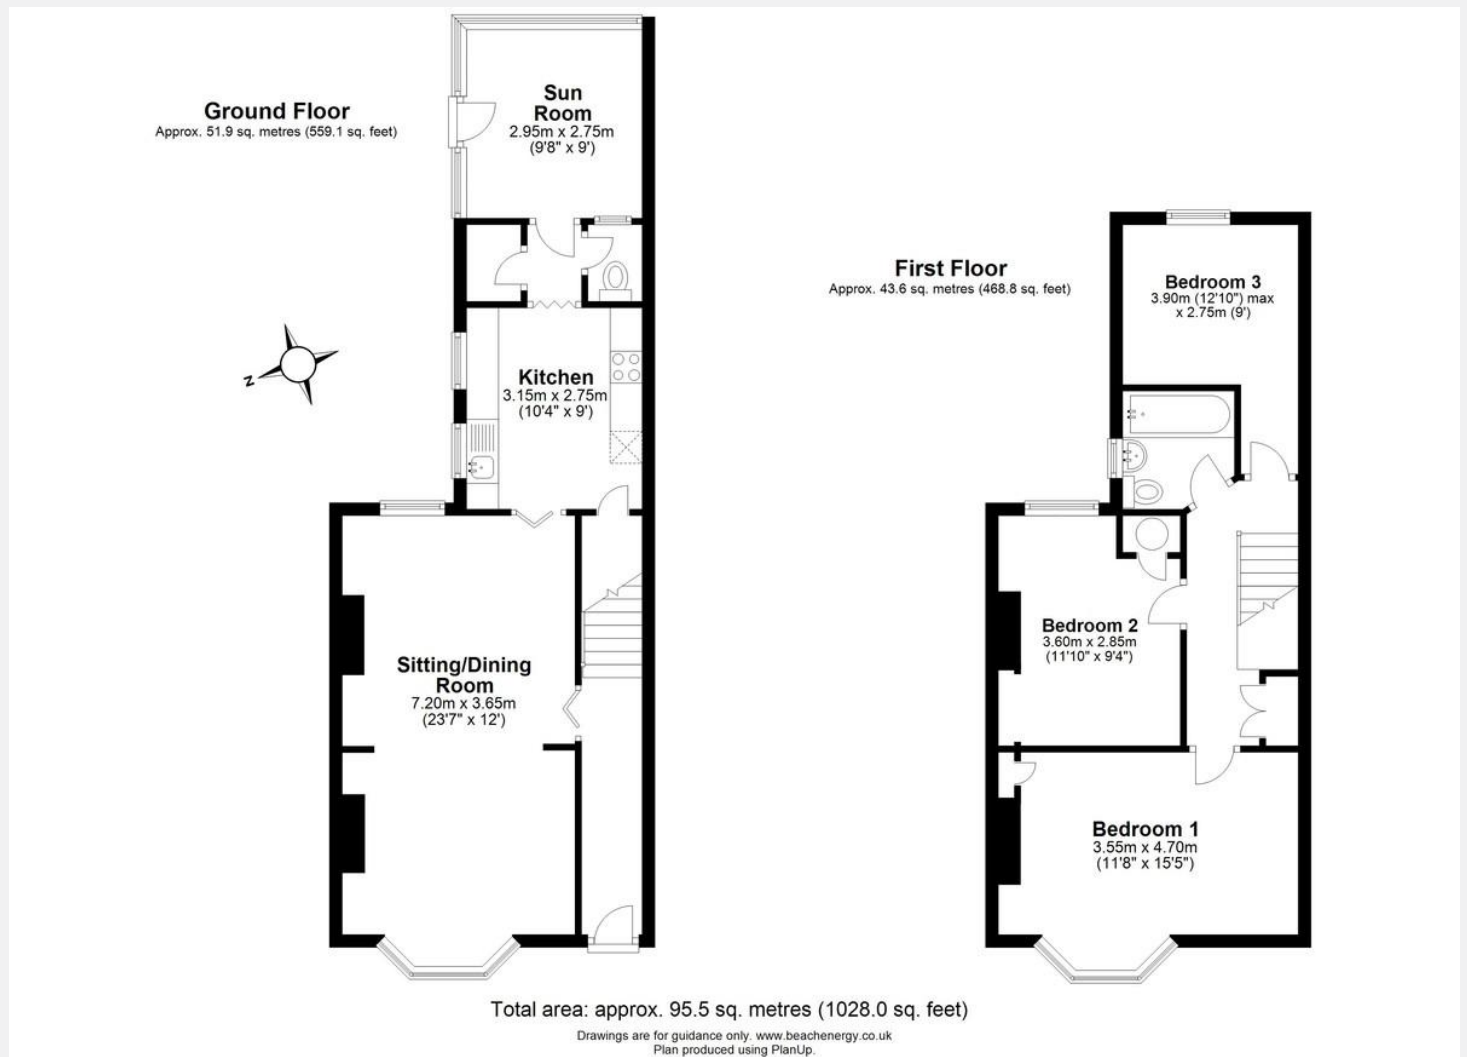 Ground Floor
Approx. 51.9 sq. metres (559.1 sq. feet)
Sun
Room
2.95m x 2.75m
(9'8" x 9')
Kitchen
3.15m x 2.75m
(10'4" x 9')
N
Sitting/Dining
Room
7.20m x 3.65m
(23'7" x 12')
First Floor
Approx. 43.6 sq. metres (468.8 sq. feet)
Bedroom 3
3.90m (12'10") max
x 2.75m (9')
Bedroom 2
3.60m x 2.85m
(11'10" x 9'4")
Bedroom 1
3.55m x 4.70m
(11'8" x 15'5")
Total area: approx. 95.5 sq. metres (1028.0 sq. feet)
Drawings are for guidance only. www.beachenergy.co.uk
Plan produced using PlanUp.